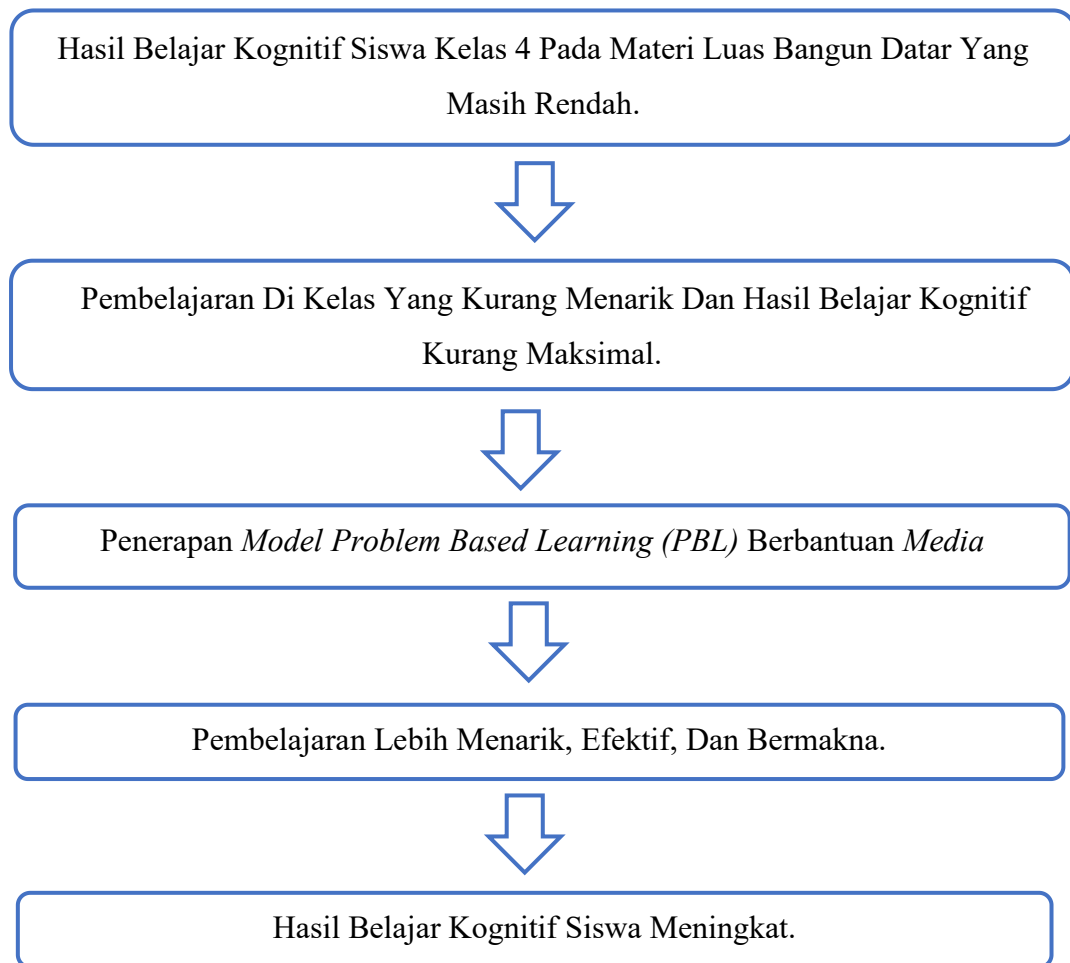 Hasil Belajar Kognitif Siswa Kelas 4 Pada Materi Luas Bangun Datar Yang
Masih Rendah.
Pembelajaran Di Kelas Yang Kurang Menarik Dan Hasil Belajar Kognitif
Kurang Maksimal.
Penerapan Model Problem Based Learning (PBL) Berbantuan Media
Pembelajaran Lebih Menarik, Efektif, Dan Bermakna.
Hasil Belajar Kognitif Siswa Meningkat.